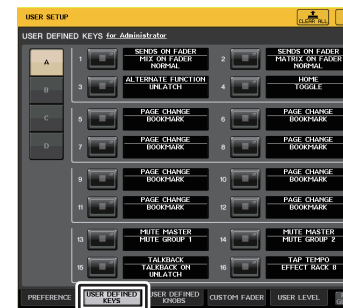 USER SETUP
CLEAR ALL
USER DEFINED KEYS for Administrator
A
B
C
D
1 SENDS ON FADER
MIX ON FADER
NORMAL
2 SENDS ON FADER
MATRIX ON FADER
NORMAL
3 ALTERNATE FUNCTION
UNLATCH
4 HOME
TOGGLE
5 PAGE CHANGE
BOOKMARK
6 PAGE CHANGE
BOOKMARK
7 PAGE CHANGE
BOOKMARK
8 PAGE CHANGE
BOOKMARK
9 PAGE CHANGE
BOOKMARK
10 PAGE CHANGE
BOOKMARK
11 PAGE CHANGE
BOOKMARK
12 PAGE CHANGE
BOOKMARK
13 MUTE MASTER
MUTE GROUP 1
14 MUTE MASTER
MUTE GROUP 2
15 TALKBACK
TALKBACK ON
UNLATCH
16 TAP TEMPO
EFFECT RACK 8
PREFERENCE
USER DEFINED
KEYS
USER DEFINED
KNOBS
CUSTOM FADER
USER LEVEL